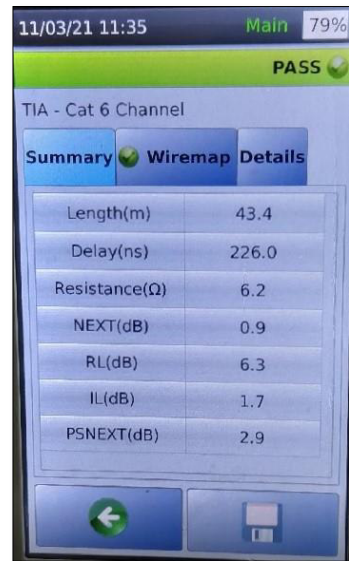 11/03/21 11:35 Main 79%
PASS
TIA - Cat 6 Channel
Summary Wiremap Details
Length(m) 43.4
Delay(ns) 226.0
Resistance(Ω) 6.2
NEXT(dB) 0.9
RL(dB) 6.3
IL(dB) 1.7
PSNEXT(dB) 2.9